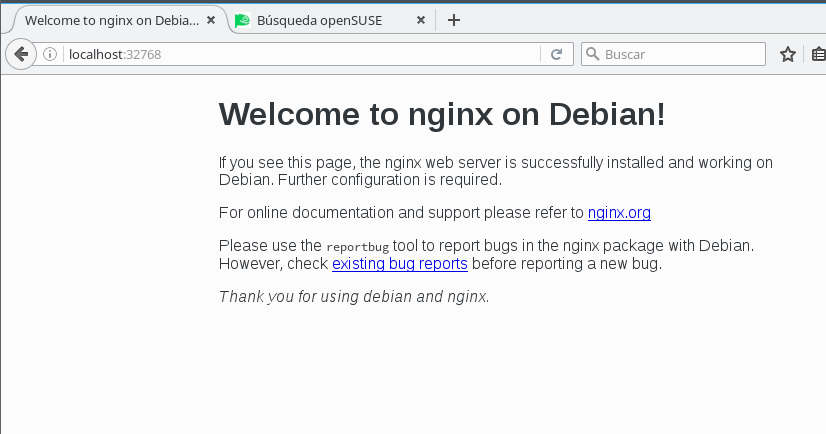 Welcome to nginx on Debia...
Búsqueda openSUSE
localhost:32768
Buscar
Welcome to nginx on Debian!
If you see this page, the nginx web server is successfully installed and working on
Debian. Further configuration is required.
For online documentation and support please refer to nginx.org
Please use the reportbug tool to report bugs in the nginx package with Debian.
However, check existing bug reports before reporting a new bug.
Thank you for using debian and nginx.